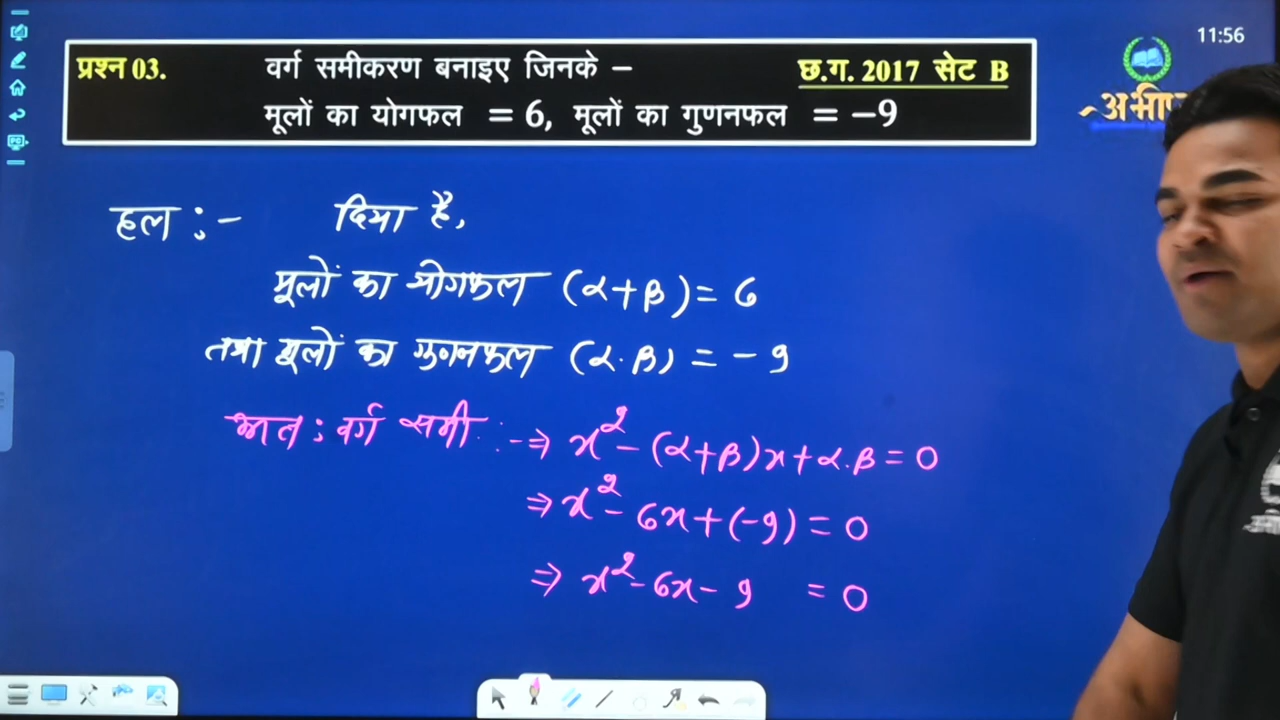 11:56
प्रश्न 03. वर्ग समीकरण बनाइए जिनके – छ.ग. 2017 सेट B
मूलों का योगफल = 6, मूलों का गुणनफल = −9
हल :- दिया है,
मूलों का योगफल (α+β) = 6
तथा मूलों का गुणनफल (α.β) = - 9
अत: वर्ग समी :- ⇒ x² - (α+β)x + α.β = 0
⇒ x² - 6x + (-9) = 0
⇒ x² - 6x - 9 = 0